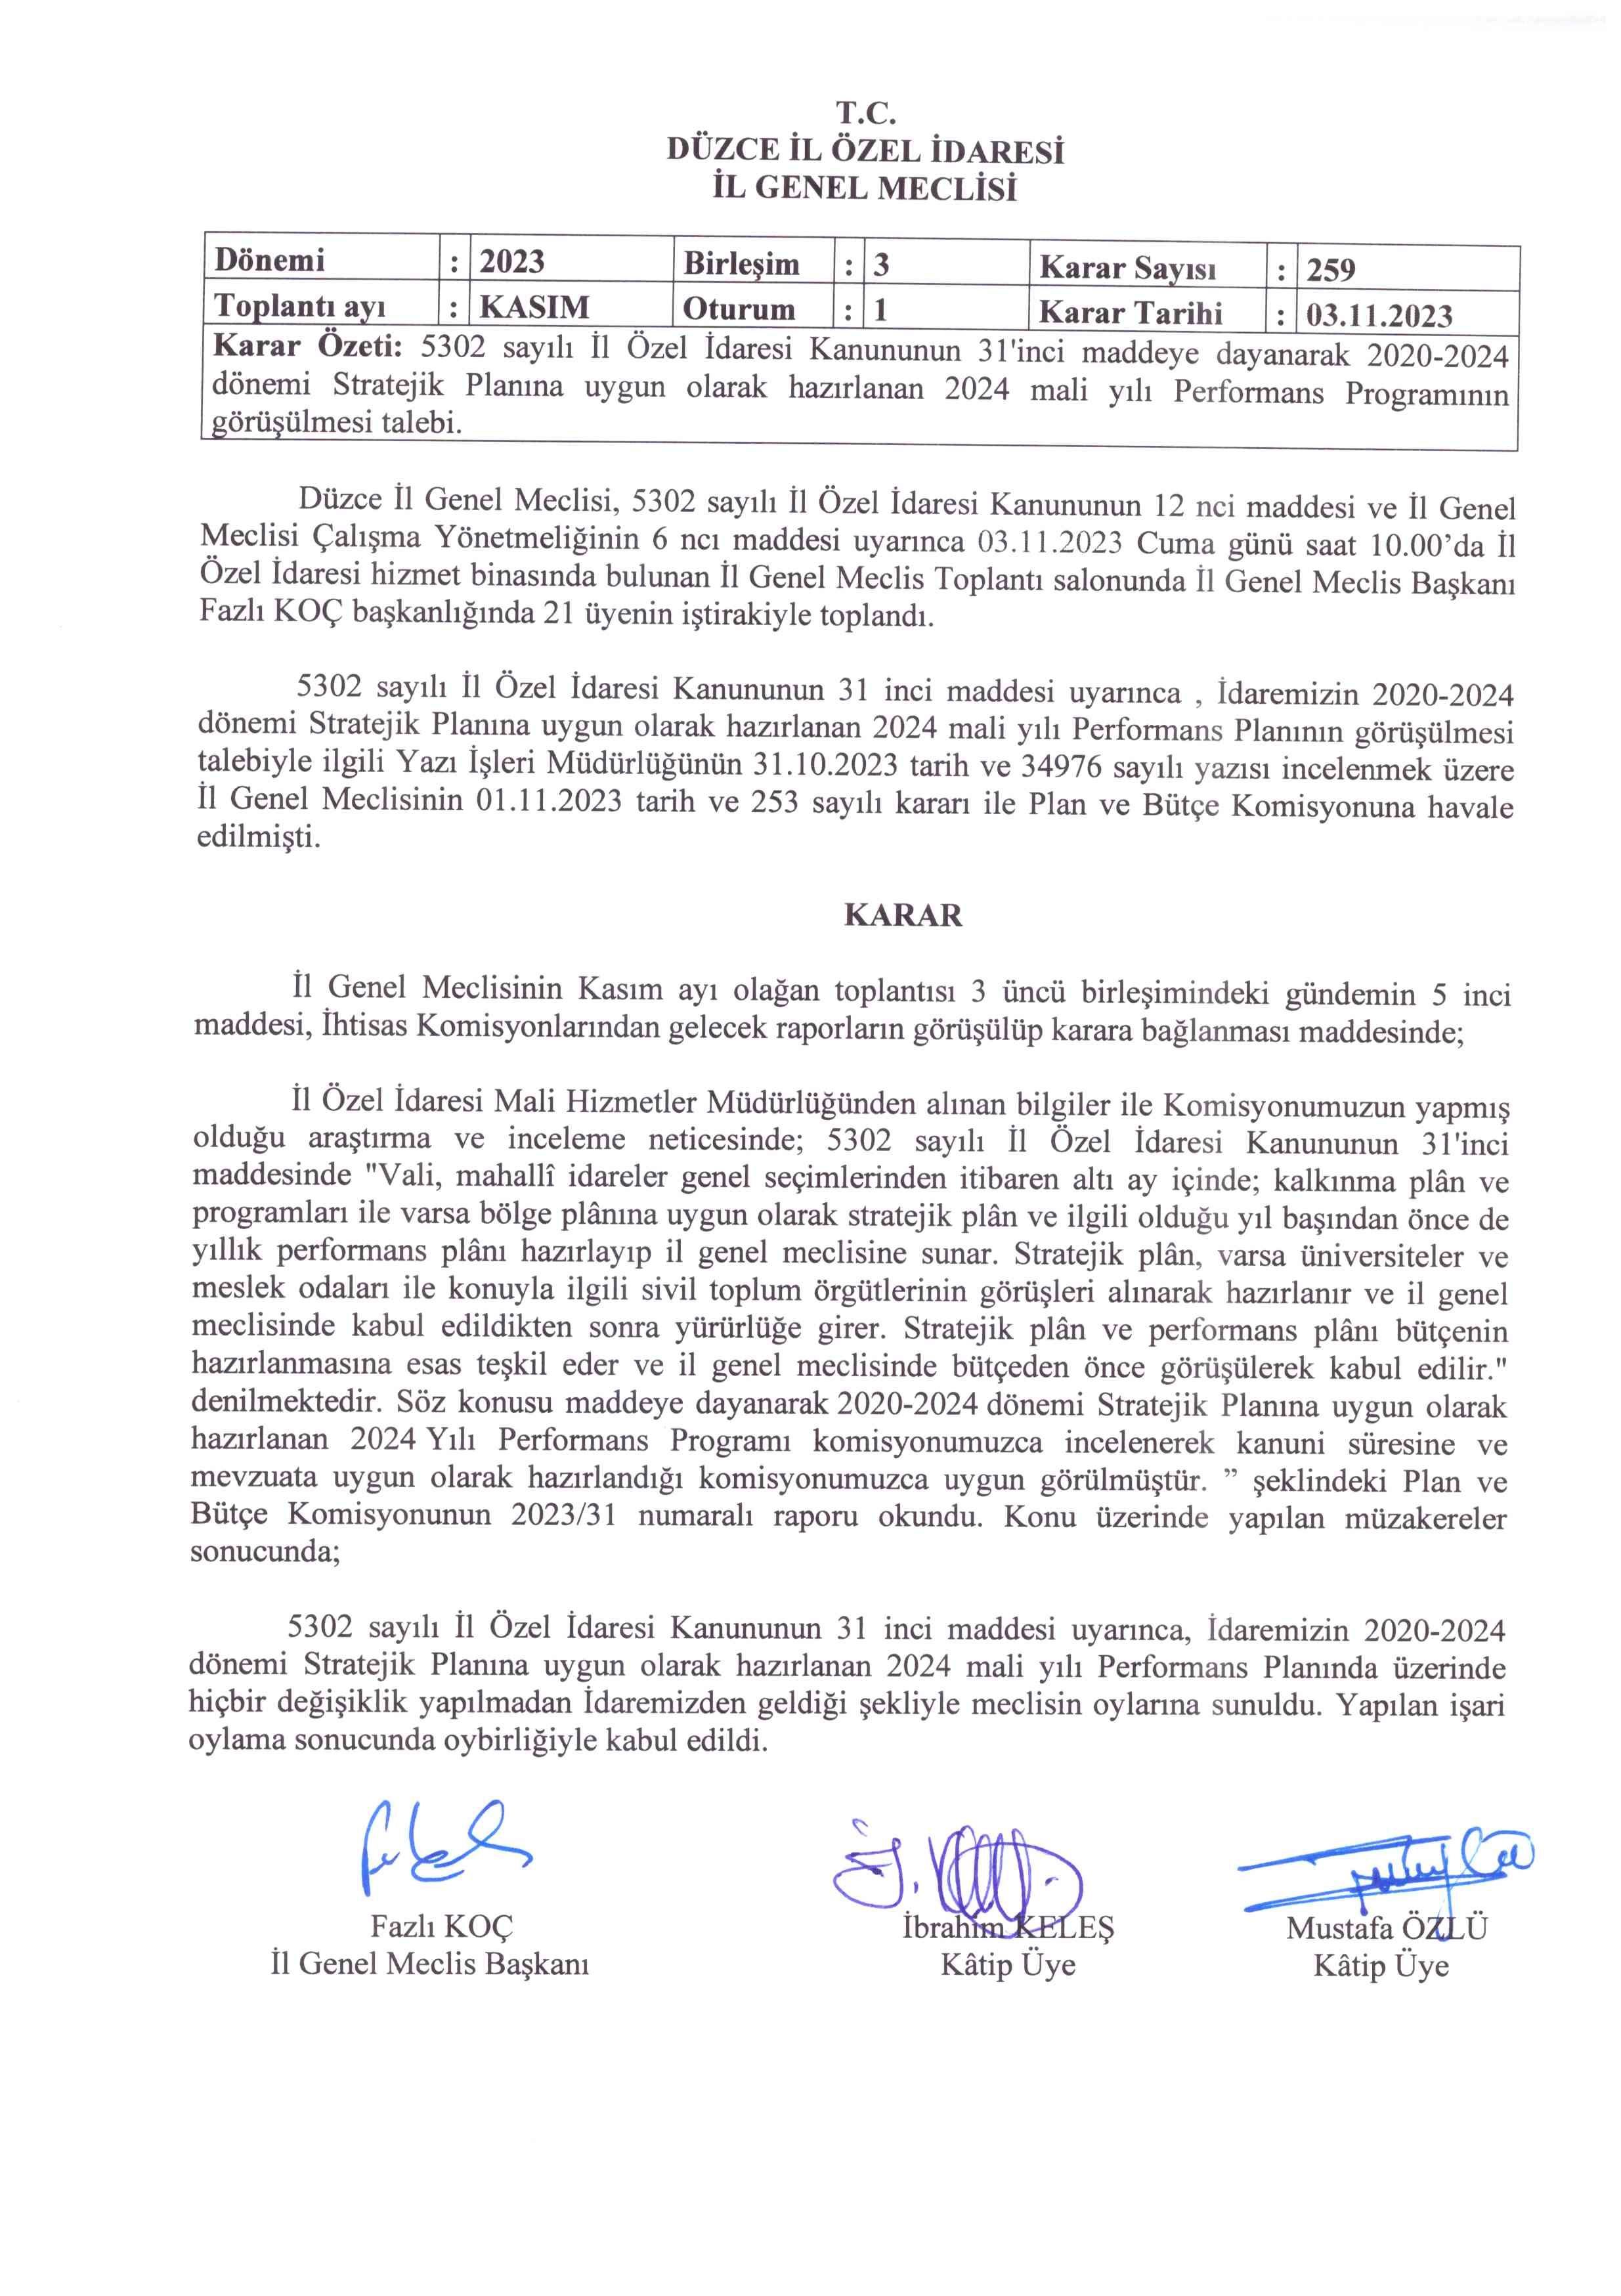 T.C.
DÜZCE İL ÖZEL İDARESİ
İL GENEL MECLİSİ
Dönemi : 2023 Birleşim : 3 Karar Sayısı : 259
Toplantı ayı : KASIM Oturum : 1 Karar Tarihi : 03.11.2023
Karar Özeti: 5302 sayılı İl Özel İdaresi Kanununun 31'inci maddeye dayanarak 2020-2024
dönemi Stratejik Planına uygun olarak hazırlanan 2024 mali yılı Performans Programının
görüşülmesi talebi.
Düzce İl Genel Meclisi, 5302 sayılı İl Özel İdaresi Kanununun 12 nci maddesi ve İl Genel
Meclisi Çalışma Yönetmeliğinin 6 ncı maddesi uyarınca 03.11.2023 Cuma günü saat 10.00’da İl
Özel İdaresi hizmet binasında bulunan İl Genel Meclis Toplantı salonunda İl Genel Meclis Başkanı
Fazlı KOÇ başkanlığında 21 üyenin iştirakiyle toplandı.
5302 sayılı İl Özel İdaresi Kanununun 31 inci maddesi uyarınca , İdaremizin 2020-2024
dönemi Stratejik Planına uygun olarak hazırlanan 2024 mali yılı Performans Planının görüşülmesi
talebiyle ilgili Yazı İşleri Müdürlüğünün 31.10.2023 tarih ve 34976 sayılı yazısı incelenmek üzere
İl Genel Meclisinin 01.11.2023 tarih ve 253 sayılı kararı ile Plan ve Bütçe Komisyonuna havale
edilmişti.
KARAR
İl Genel Meclisinin Kasım ayı olağan toplantısı 3 üncü birleşimindeki gündemin 5 inci
maddesi, İhtisas Komisyonlarından gelecek raporların görüşülüp karara bağlanması maddesinde;
İl Özel İdaresi Mali Hizmetler Müdürlüğünden alınan bilgiler ile Komisyonumuzun yapmış
olduğu araştırma ve inceleme neticesinde; 5302 sayılı İl Özel İdaresi Kanununun 31'inci
maddesinde "Vali, mahallî idareler genel seçimlerinden itibaren altı ay içinde; kalkınma plân ve
programları ile varsa bölge plânına uygun olarak stratejik plân ve ilgili olduğu yıl başından önce de
yıllık performans plânı hazırlayıp il genel meclisine sunar. Stratejik plân, varsa üniversiteler ve
meslek odaları ile konuyla ilgili sivil toplum örgütlerinin görüşleri alınarak hazırlanır ve il genel
meclisinde kabul edildikten sonra yürürlüğe girer. Stratejik plân ve performans plânı bütçenin
hazırlanmasına esas teşkil eder ve il genel meclisinde bütçeden önce görüşülerek kabul edilir."
denilmektedir. Söz konusu maddeye dayanarak 2020-2024 dönemi Stratejik Planına uygun olarak
hazırlanan 2024 Yılı Performans Programı komisyonumuzca incelenerek kanuni süresine ve
mevzuata uygun olarak hazırlandığı komisyonumuzca uygun görülmüştür. ” şeklindeki Plan ve
Bütçe Komisyonunun 2023/31 numaralı raporu okundu. Konu üzerinde yapılan müzakereler
sonucunda;
5302 sayılı İl Özel İdaresi Kanununun 31 inci maddesi uyarınca, İdaremizin 2020-2024
dönemi Stratejik Planına uygun olarak hazırlanan 2024 mali yılı Performans Planında üzerinde
hiçbir değişiklik yapılmadan İdaremizden geldiği şekliyle meclisin oylarına sunuldu. Yapılan işari
oylama sonucunda oybirliğiyle kabul edildi.
Fazlı KOÇ İbrahim KELEŞ Mustafa ÖZLÜ
İl Genel Meclis Başkanı Kâtip Üye Kâtip Üye